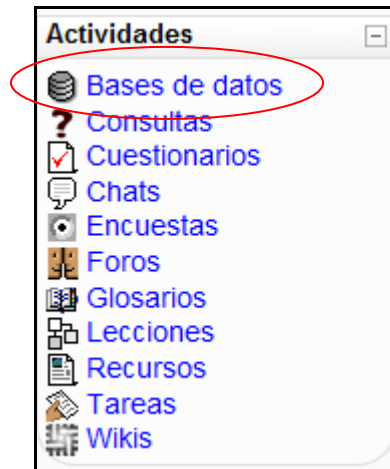 Actividades
Bases de datos
Consultas
Cuestionarios
Chats
Encuestas
Foros
Glosarios
Lecciones
Recursos
Tareas
Wikis